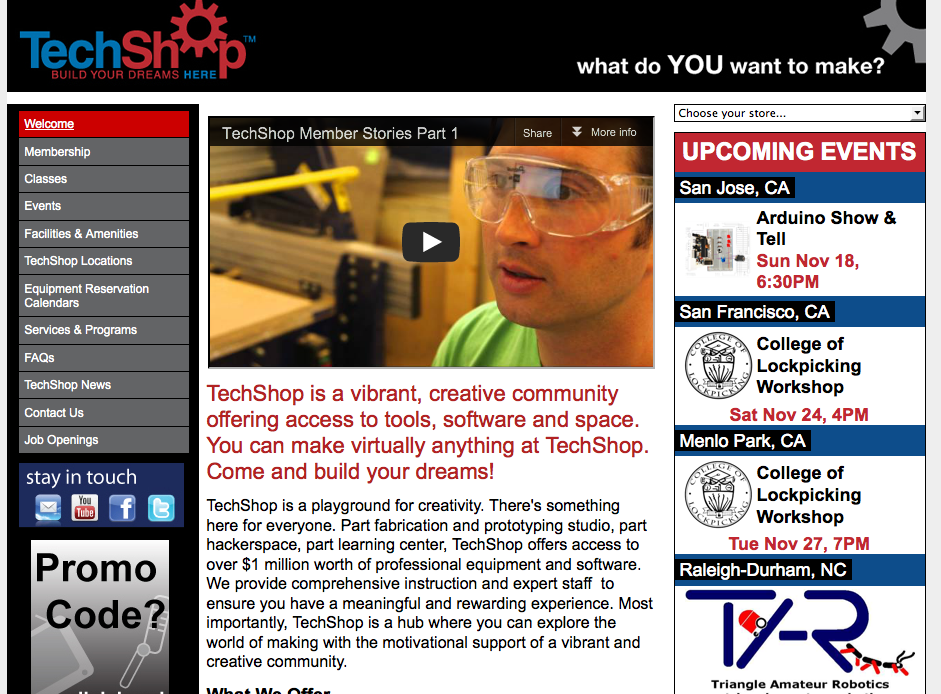 TechShop™
BUILD YOUR DREAMS HERE
what do YOU want to make?
Welcome
Membership
Classes
Events
Facilities & Amenities
TechShop Locations
Equipment Reservation
Calendars
Services & Programs
FAQs
TechShop News
Contact Us
Job Openings
stay in touch
You
Tube
Promo
Code?
TechShop Member Stories Part 1
Share
More info
TechShop is a vibrant, creative community
offering access to tools, software and space.
You can make virtually anything at TechShop.
Come and build your dreams!
TechShop is a playground for creativity. There's something
here for everyone. Part fabrication and prototyping studio, part
hackerspace, part learning center, TechShop offers access to
over $1 million worth of professional equipment and software.
We provide comprehensive instruction and expert staff to
ensure you have a meaningful and rewarding experience. Most
importantly, TechShop is a hub where you can explore the
world of making with the motivational support of a vibrant and
creative community.
What We Offer
Choose your store...
UPCOMING EVENTS
San Jose, CA
Arduino Show &
Tell
Sun Nov 18,
6:30PM
San Francisco, CA
COLLEGE OF
LOCKPICKING
College of
Lockpicking
Workshop
Sat Nov 24, 4PM
Menlo Park, CA
COLLEGE OF
LOCKPICKING
College of
Lockpicking
Workshop
Tue Nov 27, 7PM
Raleigh-Durham, NC
TAR
Triangle Amateur Robotics